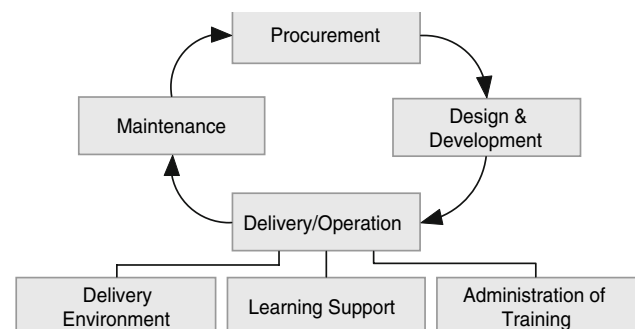 Procurement
Maintenance
Design &
Development
Delivery/Operation
Delivery
Environment
Learning Support
Administration of
Training